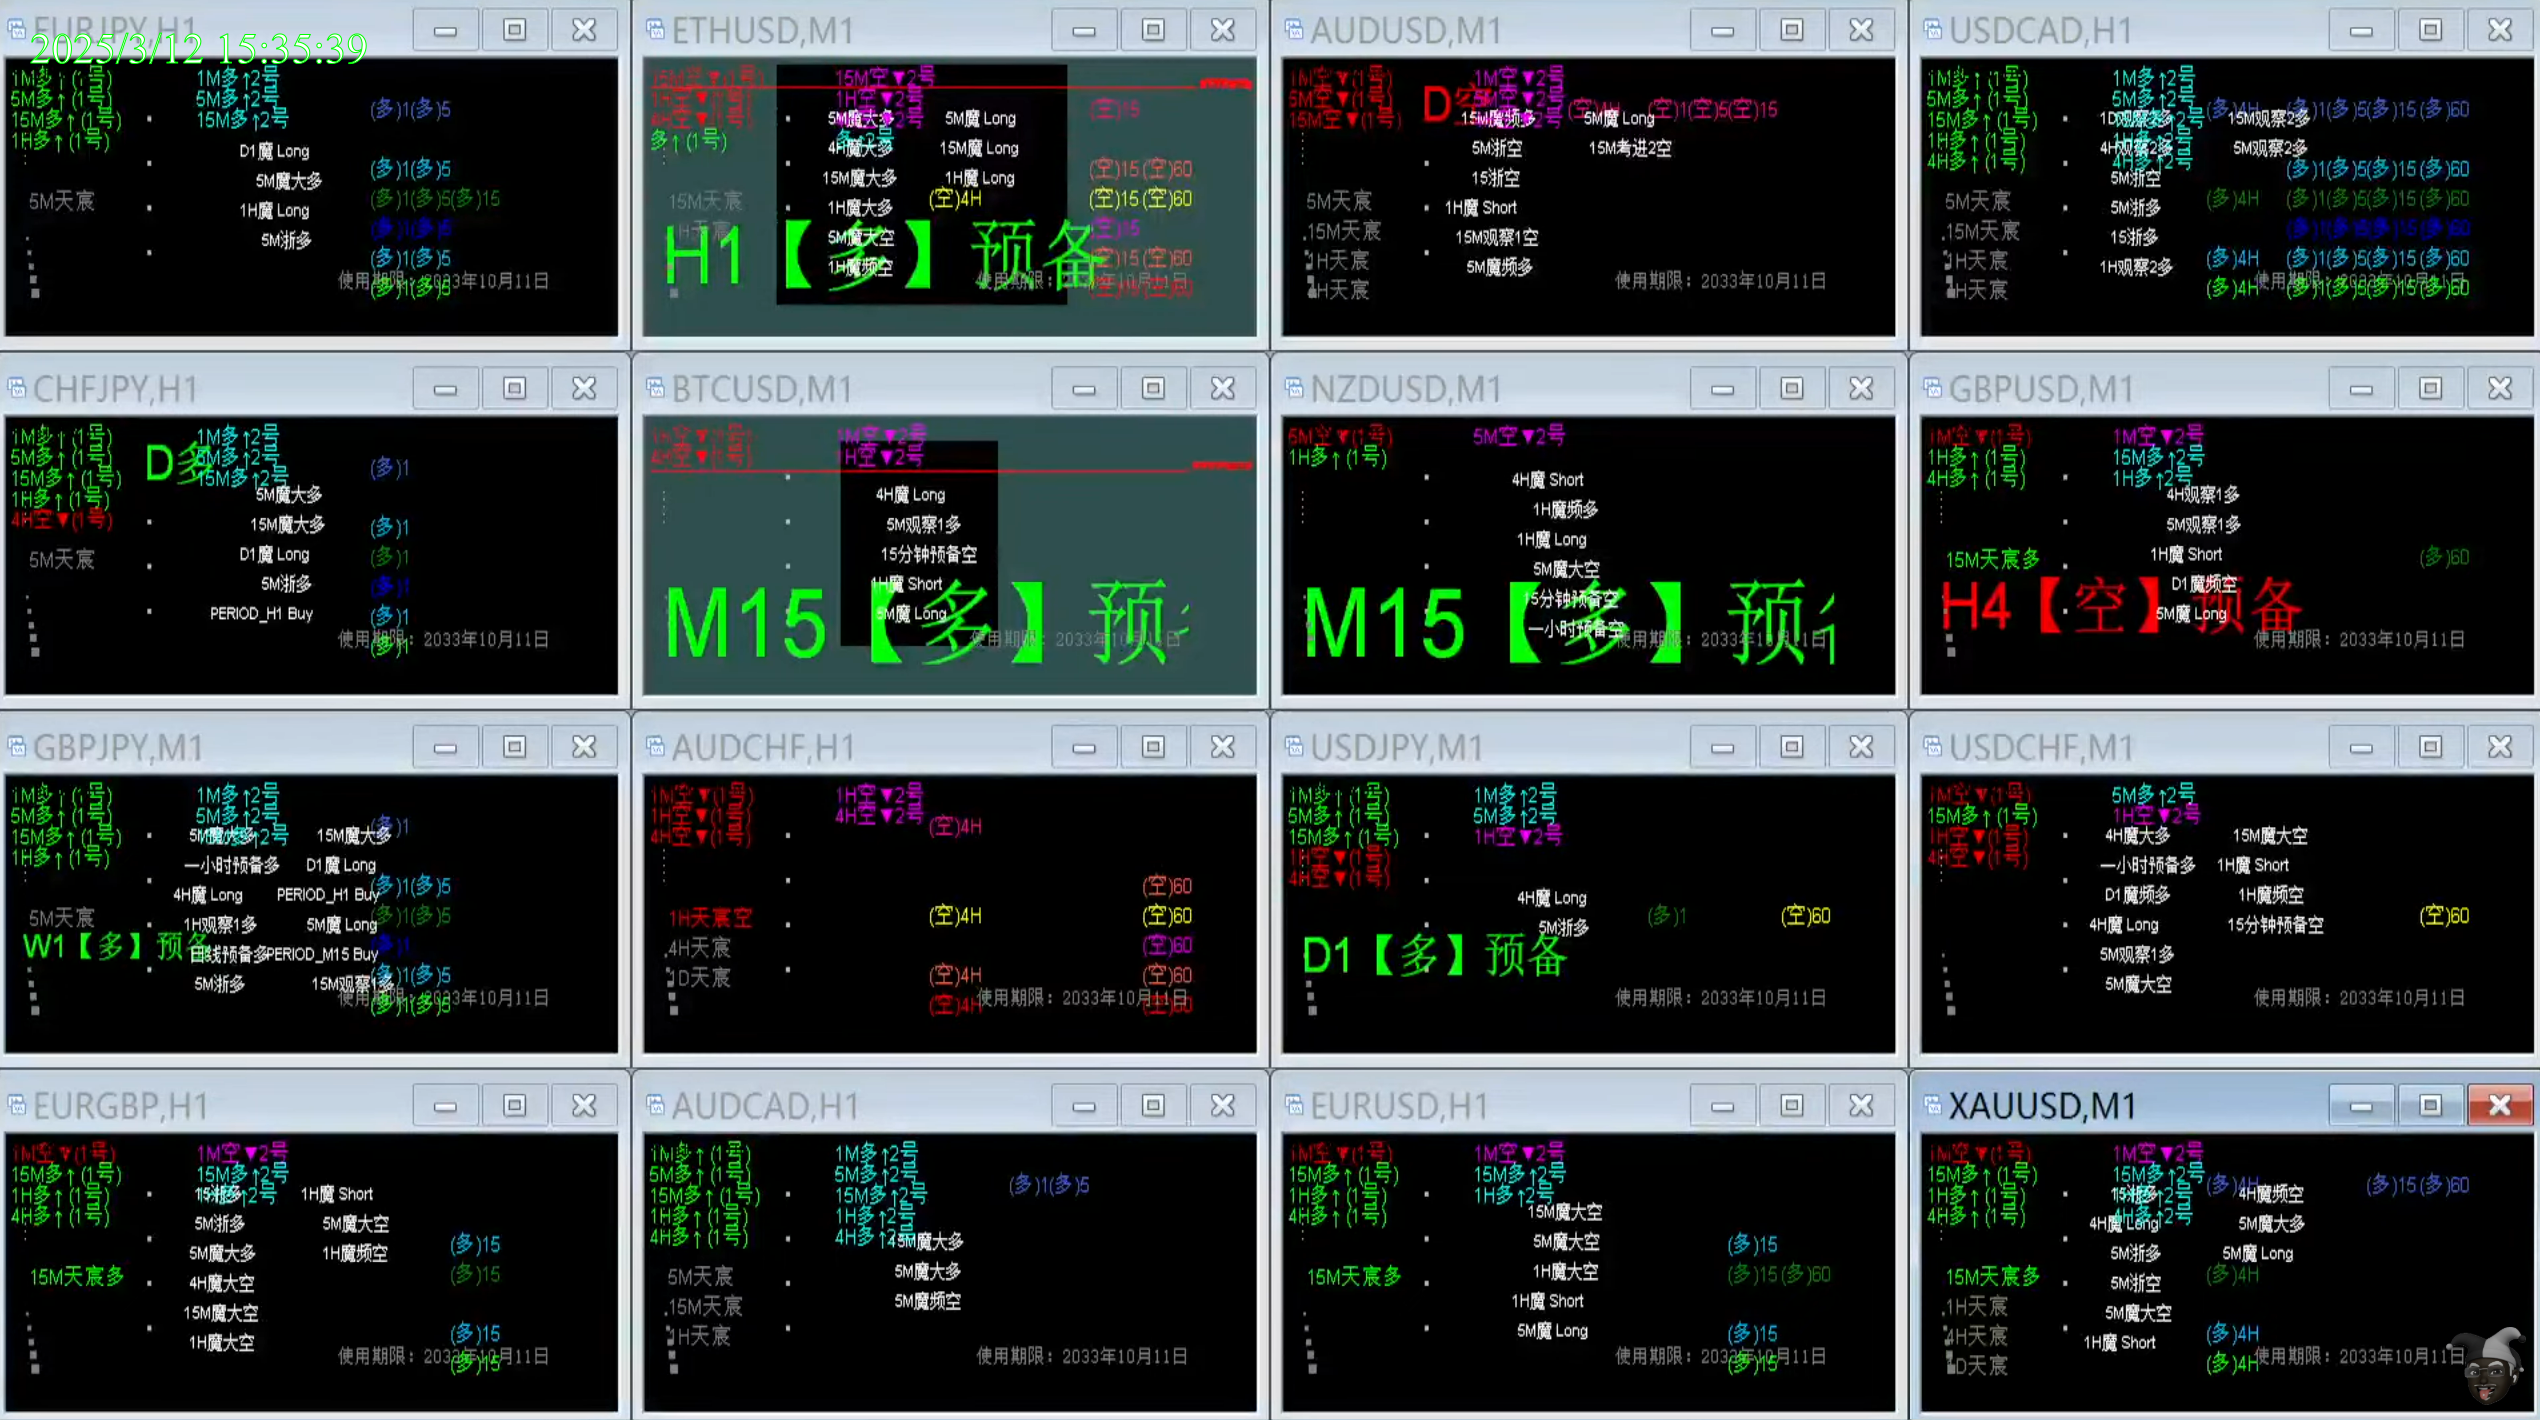 2025/3/12 15:35:39
EURJPY,H1
1M多↑(1号) 1M多↑2号
5M多↑(1号) 5M多↑2号 (多)1(多)5
15M多↑(1号) 15M多↑2号
1H多↑(1号)
D1魔 Long
5M魔大多 (多)1(多)5
5M天宸 (多)1(多)5(多)15
1H魔 Long
5M浙多 (多)1(多)5
(多)1(多)5
使用期限：2033年10月11日
(多)1(多)5
ETHUSD,M1
15M空▼(1号) 15M空▼2号
1H空▼(1号) 1H空▼2号 (空)15
4H空▼(1号) 5M魔大多 5M魔 Long
多↑(1号)
4H魔大多 15M魔 Long
15M魔大多 1H魔 Long (空)15(空)60
15M天宸 1H魔大多 (空)4H (空)15(空)60
5M魔大空 (空)15
H1【多】预备
1H魔频空 (空)15(空)60
AUDUSD,M1
1M空▼(1号) 1M空▼2号
5M空▼(1号) D空 (空)4H (空)1(空)5(空)15
15M空▼(1号) 15M魔频多 5M魔 Long
5M浙空 15M考进2空
15浙空
5M天宸 1H魔 Short
15M天宸 15M观察1空
1H天宸 5M魔频多
4H天宸 使用期限：2033年10月11日
USDCAD,H1
1M多↑(1号) 1M多↑2号
5M多↑(1号) 5M多↑2号 (多)4H (多)1(多)5(多)15(多)60
15M多↑(1号) 1D观察2多 15M观察2多
1H多↑(1号) 4H观察2多 5M观察2多
4H多↑(1号) 4H多↑2号 (多)1(多)5(多)15(多)60
5M浙空
5M天宸 5M浙多 (多)4H (多)1(多)5(多)15(多)60
15M天宸 15浙多
1H天宸 1H观察2多 (多)4H (多)1(多)5(多)15(多)60
4H天宸 (多)4H (多)1(多)5(多)15(多)60
CHFJPY,H1
1M多↑(1号) 1M多↑2号
5M多↑(1号) D多 5M多↑2号 (多)1
15M多↑(1号) 15M多↑2号
1H多↑(1号) 5M魔大多
4H空▼(1号) 15M魔大多 (多)1
5M天宸 D1魔 Long (多)1
5M浙多 (多)1
PERIOD_H1 Buy (多)1
使用期限：2033年10月11日
(多)1
BTCUSD,M1
1H空▼(1号) 1M空▼2号
4H空▼(1号) 1H空▼2号
4H魔 Long
5M观察1多
15分钟预备空
1H魔 Short
5M魔 Long
M15【多】预
NZDUSD,M1
5M空▼(1号) 5M空▼2号
1H多↑(1号)
4H魔 Short
1H魔频多
1H魔 Long
5M魔大空
15分钟预备空
一小时预备空
M15【多】预
GBPUSD,M1
1M空▼(1号) 1M空▼2号
1H多↑(1号) 15M多↑2号
4H多↑(1号) 1H多↑2号
4H观察1多
5M观察1多
15M天宸多 1H魔 Short (多)60
D1魔频空
H4【空】预备
5M魔 Long
使用期限：2033年10月11日
GBPJPY,M1
1M多↑(1号) 1M多↑2号
5M多↑(1号) 5M多↑2号 (多)1
15M多↑(1号) 5M魔大多 15M魔大多
1H多↑(1号) 一小时预备多 D1魔 Long
4H魔 Long PERIOD_H1 Buy (多)1(多)5
5M天宸 1H观察1多 5M魔 Long (多)1(多)5
W1【多】预备 日线预备多 PERIOD_M15 Buy (多)1
5M浙多 15M观察1多 (多)1(多)5
使用期限：2033年10月11日
(多)1(多)5
AUDCHF,H1
1M空▼(1号) 1H空▼2号
1H空▼(1号) 4H空▼2号 (空)4H
4H空▼(1号)
(空)60
1H天宸空 (空)4H (空)60
4H天宸 (空)60
1D天宸 (空)4H (空)60
(空)4H 使用期限：2033年10月11日 (空)60
USDJPY,M1
1M多↑(1号) 1M多↑2号
5M多↑(1号) 5M多↑2号
15M多↑(1号) 1H空▼2号
1H空▼(1号)
4H空▼(1号)
4H魔 Long
5M浙多 (多)1 (空)60
D1【多】预备
使用期限：2033年10月11日
USDCHF,M1
1M空▼(1号) 5M多↑2号
15M多↑(1号) 1H空▼2号
1H空▼(1号) 4H魔大多 15M魔大空
4H空▼(1号) 一小时预备多 1H魔 Short
D1魔频多 1H魔频空
4H魔 Long 15分钟预备空 (空)60
5M观察1多
5M魔大空
使用期限：2033年10月11日
EURGBP,H1
1M空▼(1号) 1M空▼2号
15M多↑(1号) 15M多↑2号
1H多↑(1号) 15浙多 1H魔 Short
4H多↑(1号) 5M浙多 5M魔大空
5M魔大多 1H魔频空 (多)15
15M天宸多 4H魔大空 (多)15
15M魔大空
1H魔大空 (多)15
使用期限：2033年10月11日
(多)15
AUDCAD,H1
1M多↑(1号) 1M多↑2号
5M多↑(1号) 5M多↑2号 (多)1(多)5
15M多↑(1号) 15M多↑2号
1H多↑(1号) 1H多↑2号
4H多↑(1号) 4H多↑2号 5M魔大多
5M天宸 5M魔大多
15M天宸 5M魔频空
1H天宸
使用期限：2033年10月11日
EURUSD,H1
1M空▼(1号) 1M空▼2号
15M多↑(1号) 15M多↑2号
1H多↑(1号) 1H多↑2号
4H多↑(1号) 15M魔大空
5M魔大空 (多)15
15M天宸多 1H魔大空 (多)15(多)60
1H魔 Short
5M魔 Long (多)15
使用期限：2033年10月11日
(多)15
XAUUSD,M1
1M空▼(1号) 1M空▼2号
15M多↑(1号) 15M多↑2号 (多)4H (多)15(多)60
1H多↑(1号) 15浙多 4H魔频空
4H多↑(1号) 4H魔 Long 4H多↑2号 5M魔大多
5M浙多 5M魔 Long
15M天宸多 5M浙空 (多)4H
1H天宸 5M魔大空
4H天宸 1H魔 Short (多)4H
1D天宸 (多)4H 使用期限：2033年10月11日